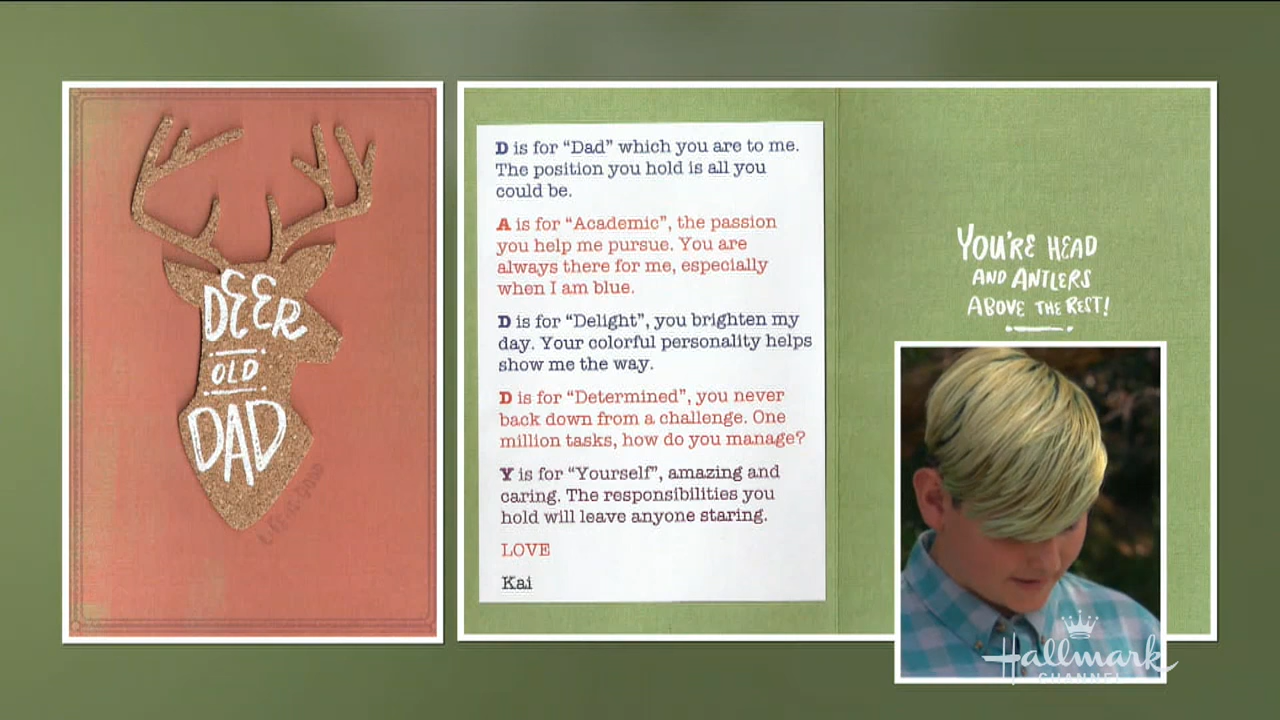 DEER
OLD
DAD
D is for “Dad” which you are to me.
The position you hold is all you
could be.
A is for “Academic”, the passion
you help me pursue. You are
always there for me, especially
when I am blue.
D is for “Delight”, you brighten my
day. Your colorful personality helps
show me the way.
D is for “Determined”, you never
back down from a challenge. One
million tasks, how do you manage?
Y is for “Yourself”, amazing and
caring. The responsibilities you
hold will leave anyone staring.
LOVE
Kai
YOU'RE HEAD
AND ANTLERS
ABOVE THE REST!
Hallmark
CHANNEL